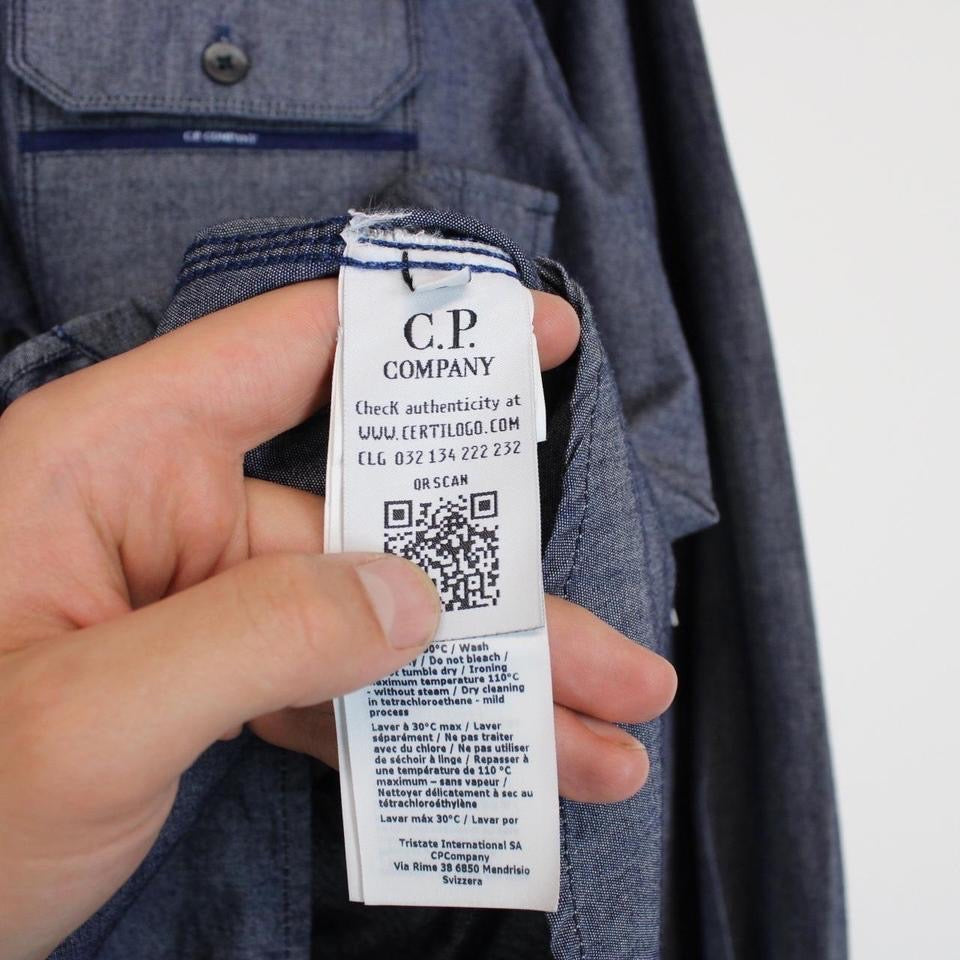 C.P. COMPANY
C.P.
COMPANY
ChecK authenticity at
WWW.CERTILOGO.COM
CLG 032 134 222 232
QR SCAN
30°C / Wash
/ Do not bleach /
tumble dry / Ironing
maximum temperature 110°C
- without steam / Dry cleaning
in tetrachloroethene - mild
process
Laver à 30°C max / Laver
séparément / Ne pas traiter
avec du chlore / Ne pas utiliser
de séchoir à linge / Repasser à
une température de 110 °C
maximum – sans vapeur /
Nettoyer délicatement à sec au
tétrachloroéthylène
Lavar máx 30°C / Lavar por
Tristate International SA
CPCompany
Via Rime 38 6850 Mendrisio
Svizzera